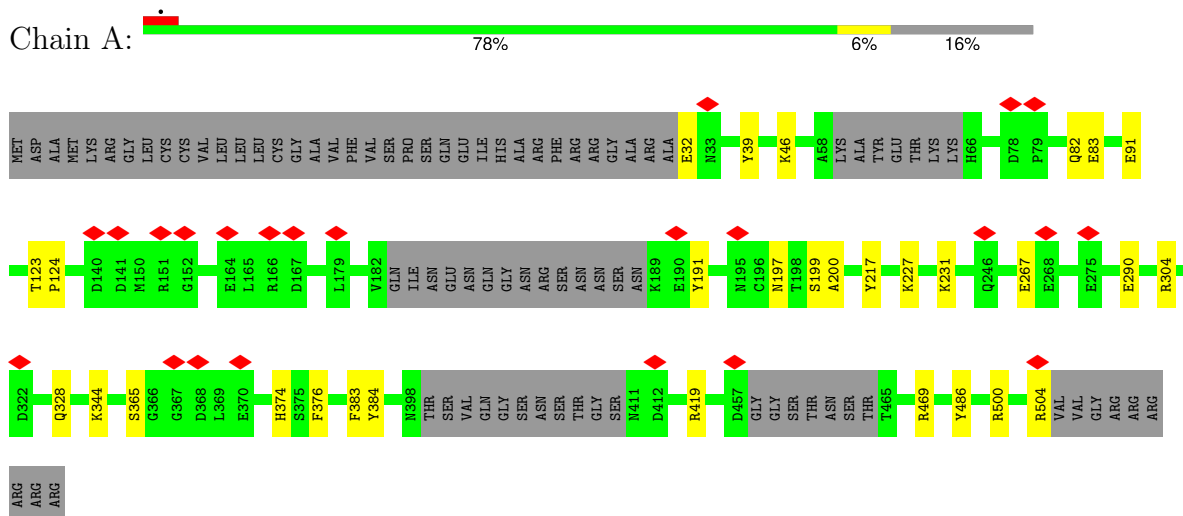 Chain A:
78% 6% 16%
MET ASP ALA MET LYS ARG GLY LEU CYS CYS VAL LEU LEU LEU CYS GLY ALA VAL PHE VAL SER PRO SER GLN GLU ILE HIS ALA ARG PHE ARG ARG GLY ALA ARG ALA E32 N33 Y39 K46 A58 LYS ALA TYR GLU THR LYS LYS H66 D78 P79 Q82 E83 E91
T123 P124 D140 D141 M150 R151 G152 E164 L165 R166 D167 L179 V182 GLN ILE ASN GLU ASN GLN GLY ASN ARG SER ASN ASN SER ASN K189 E190 Y191 N195 C196 N197 T198 S199 A200 Y217 K227 K231 Q246 E267 E268 E275 E290 R304
D322 Q328 K344 S365 G366 G367 D368 L369 E370 H374 S375 F376 F383 Y384 N398 THR SER VAL GLN GLY SER ASN SER THR GLY SER N411 D412 R419 D457 GLY GLY SER THR ASN SER THR T465 R469 Y486 R500 R504 VAL VAL GLY ARG ARG ARG
ARG ARG ARG